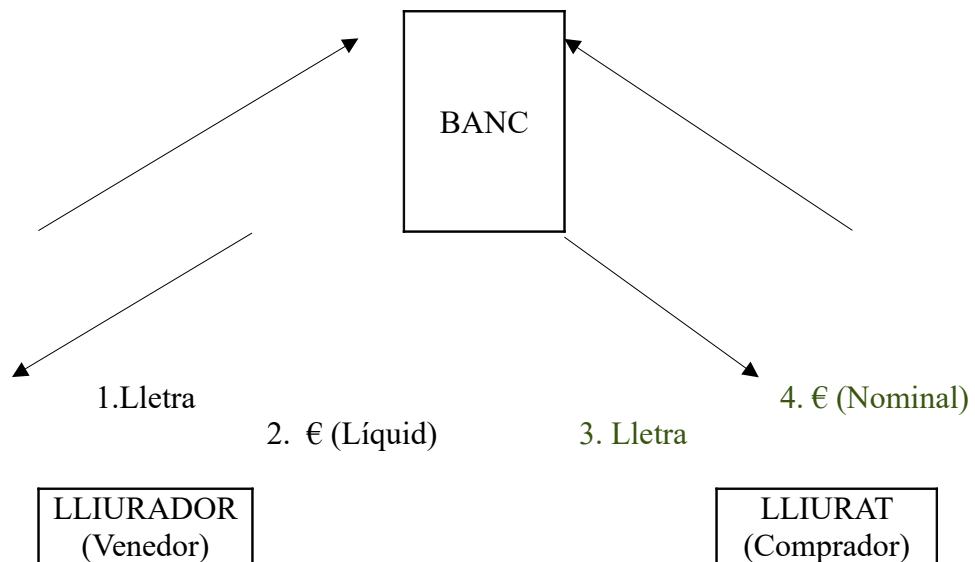 BANC
1.Lletra
4. € (Nominal)
2. € (Líquid)
3. Lletra
LLIURADOR
(Venedor)
LLIURAT
(Comprador)